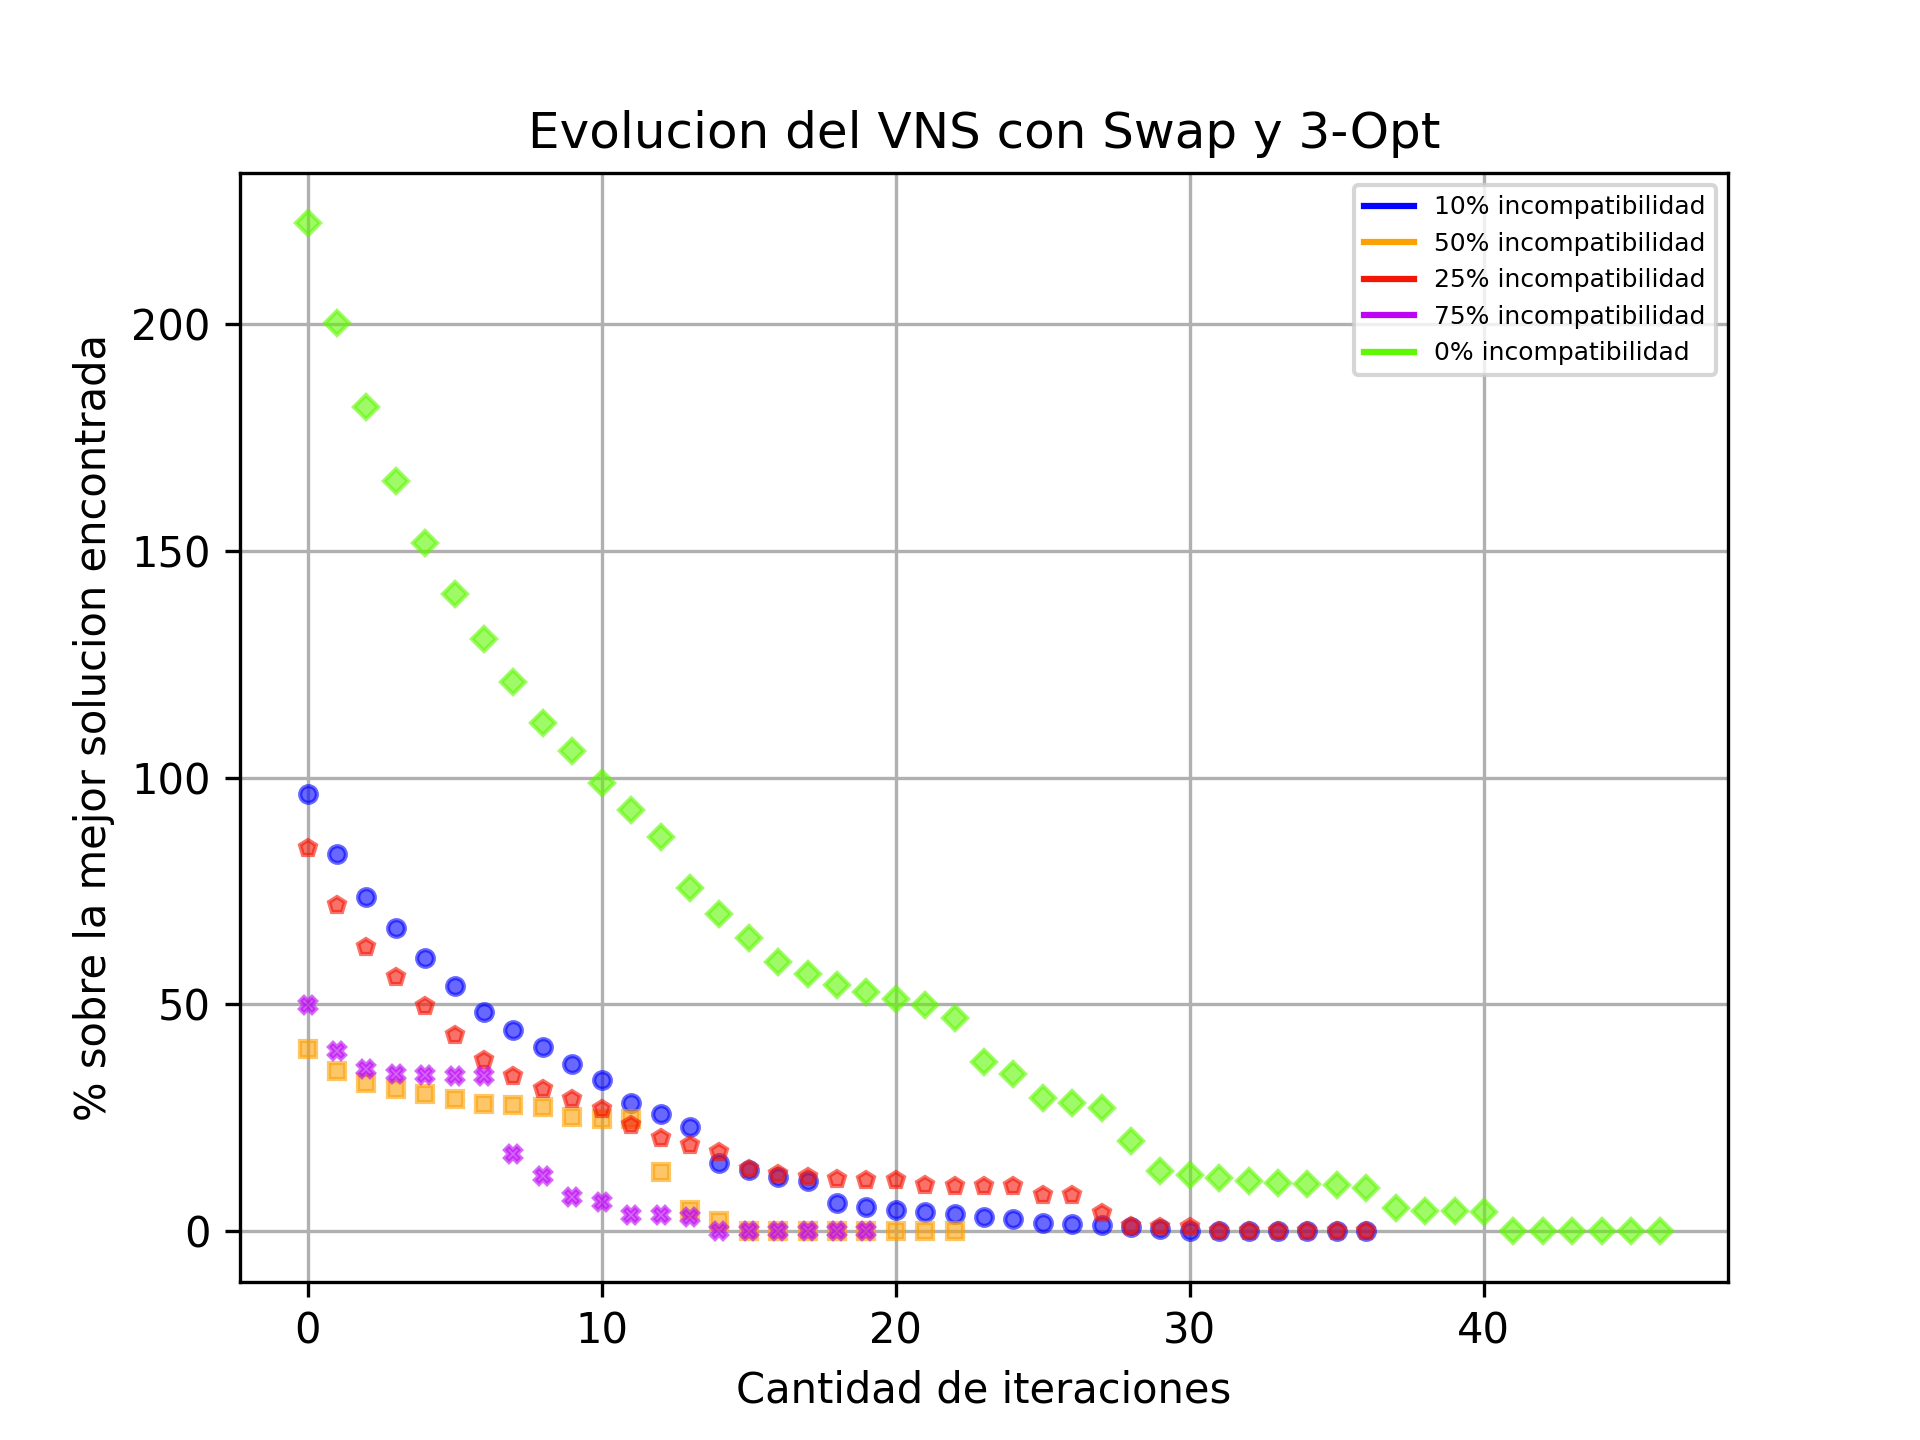 Evolucion del VNS con Swap y 3-Opt
10% incompatibilidad
50% incompatibilidad
25% incompatibilidad
75% incompatibilidad
0% incompatibilidad
% sobre la mejor solucion encontrada
200
150
100
50
0
0 10 20 30 40
Cantidad de iteraciones